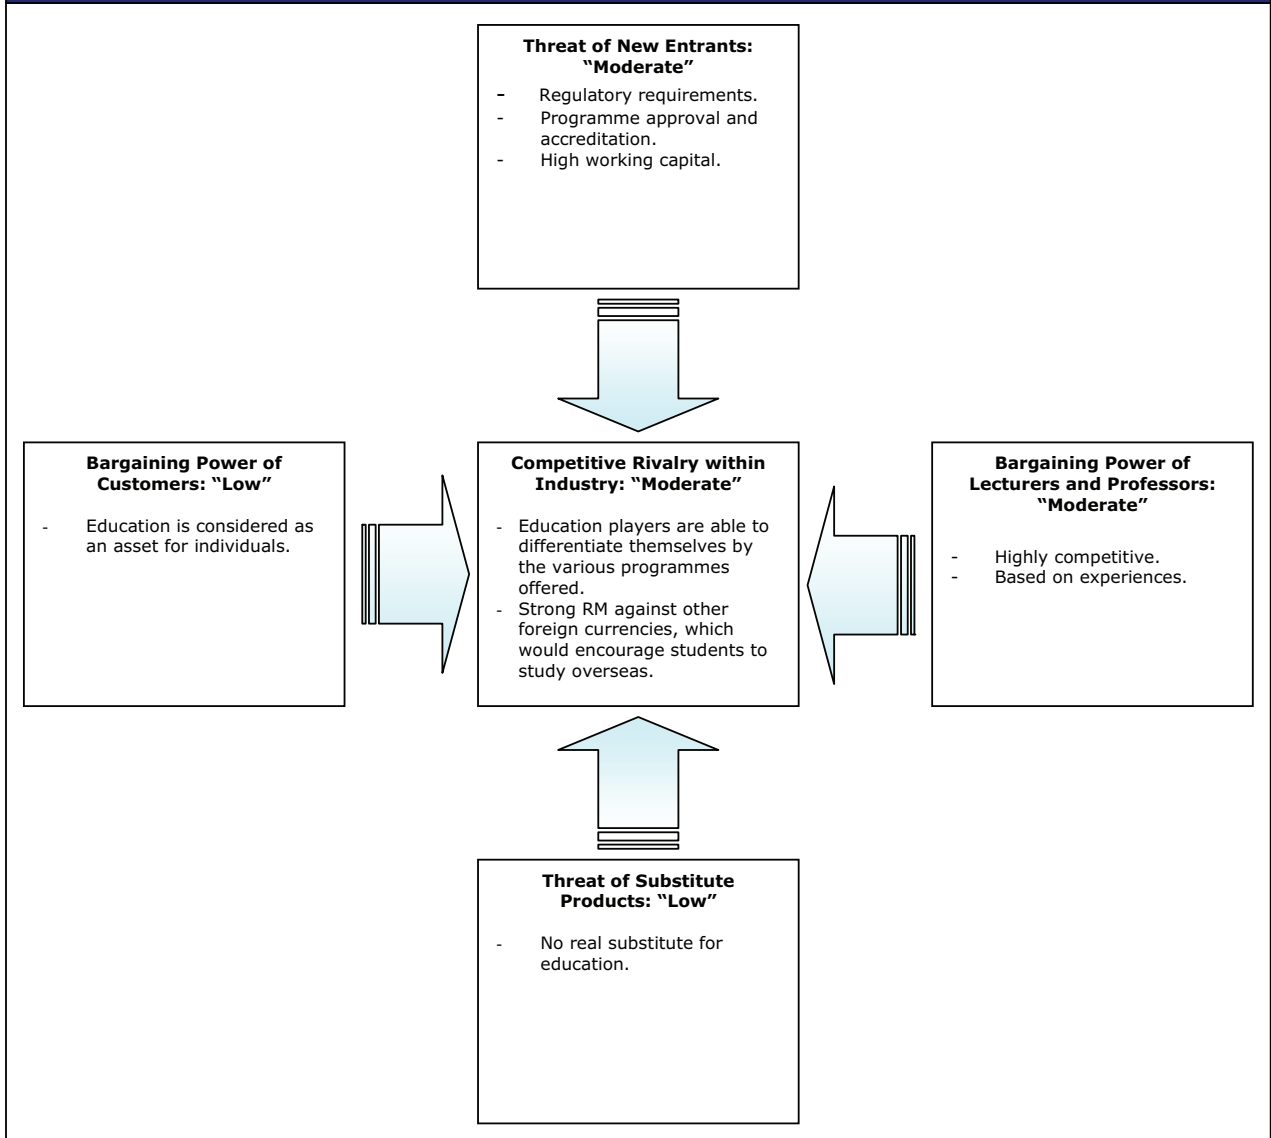 Threat of New Entrants:
“Moderate”
- Regulatory requirements.
- Programme approval and
accreditation.
- High working capital.
Bargaining Power of
Customers: “Low”
- Education is considered as
an asset for individuals.
Competitive Rivalry within
Industry: “Moderate”
- Education players are able to
differentiate themselves by
the various programmes
offered.
- Strong RM against other
foreign currencies, which
would encourage students to
study overseas.
Bargaining Power of
Lecturers and Professors:
“Moderate”
- Highly competitive.
- Based on experiences.
Threat of Substitute
Products: “Low”
- No real substitute for
education.